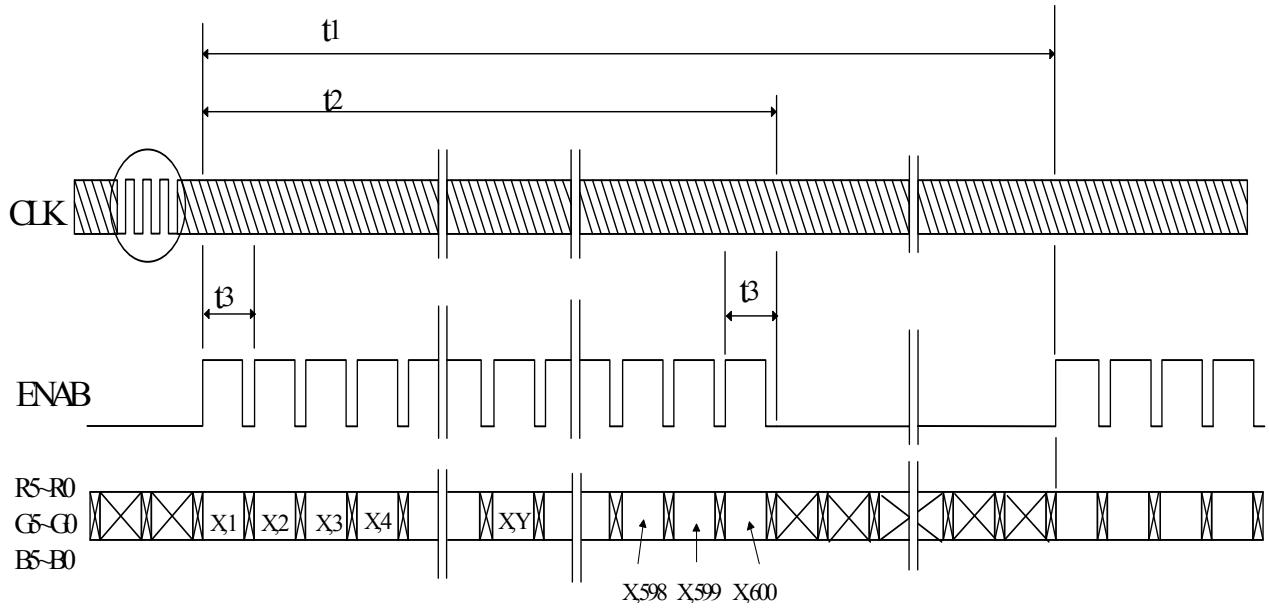 t1
t2
CLK
t3
t3
ENAB
R5~R0
G5~G0
B5~B0
X,1
X,2
X,3
X,4
X,Y
X,598
X,599
X,600